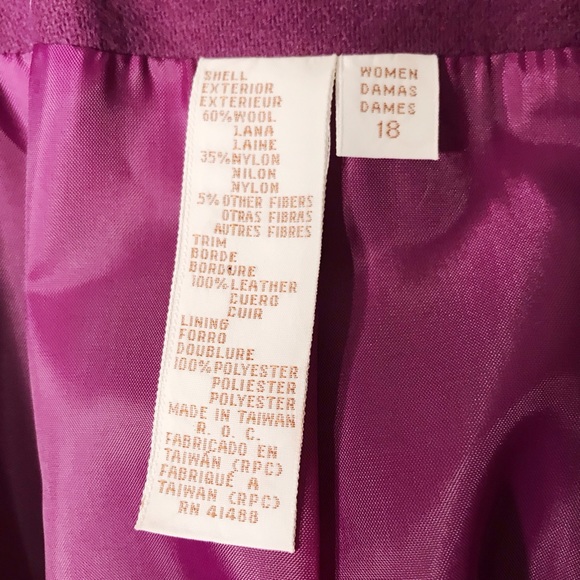 SHELL
EXTERIOR
EXTERIEUR
60% WOOL
LANA
LAINE
35% NYLON
NILON
NYLON
5% OTHER FIBERS
OTRAS FIBRAS
AUTRES FIBRES
TRIM
BORDE
BORDURE
100% LEATHER
CUERO
CUIR
LINING
FORRO
DOUBLURE
100% POLYESTER
POLIESTER
POLYESTER
MADE IN TAIWAN
R. O. C.
FABRICADO EN
TAIWAN (RPC)
FABRIQUE A
TAIWAN (RPC)
RN 41488
WOMEN
DAMAS
DAMES
18